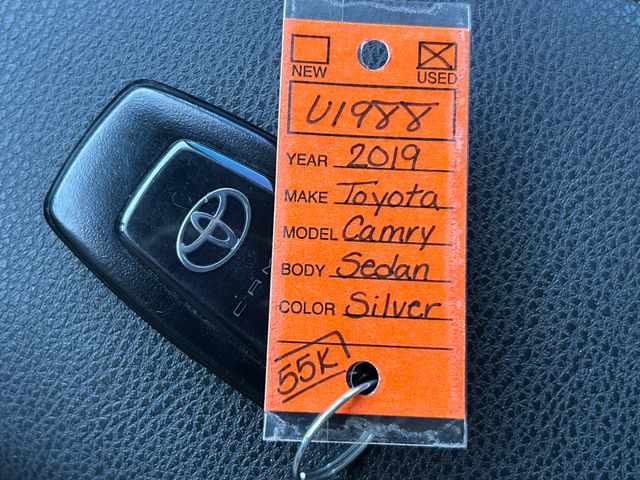 NEW USED
U1988
YEAR 2019
MAKE Toyota
MODEL Camry
BODY Sedan
COLOR Silver
55K